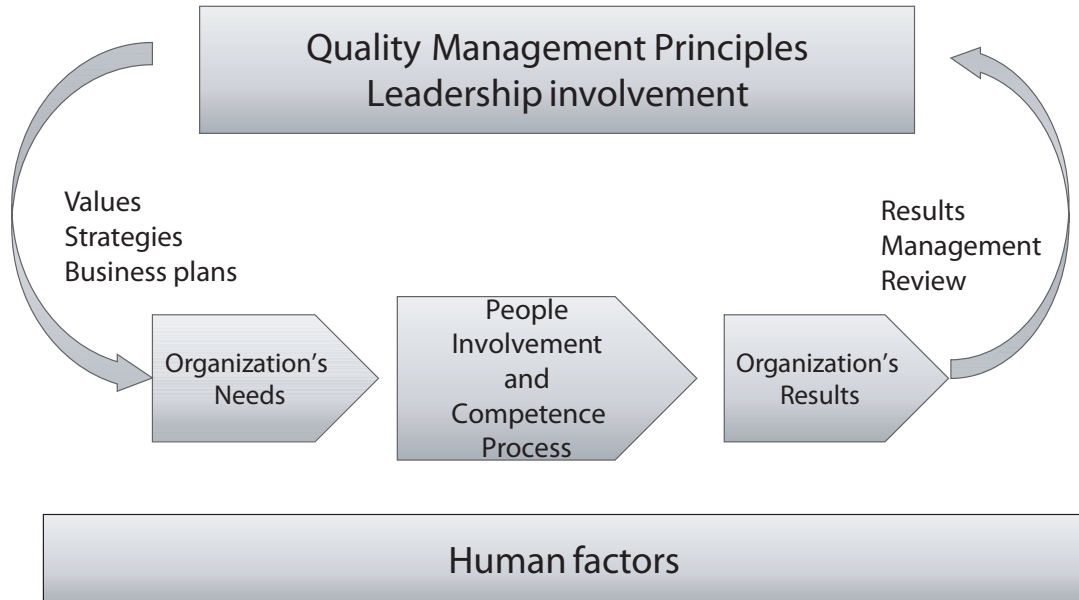 Quality Management Principles
Leadership involvement
Values
Strategies
Business plans
Results
Management
Review
Organization’s
Needs
People
Involvement
and
Competence
Process
Organization’s
Results
Human factors